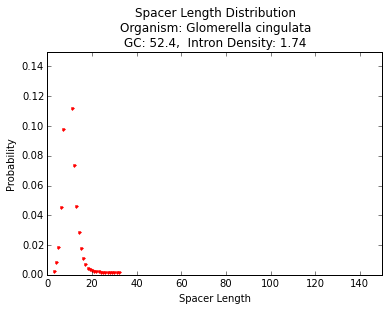 Spacer Length Distribution
Organism: Glomerella cingulata
GC: 52.4,  Intron Density: 1.74
0.14
0.12
0.10
0.08
0.06
0.04
0.02
0.00
Probability
0 20 40 60 80 100 120 140
Spacer Length